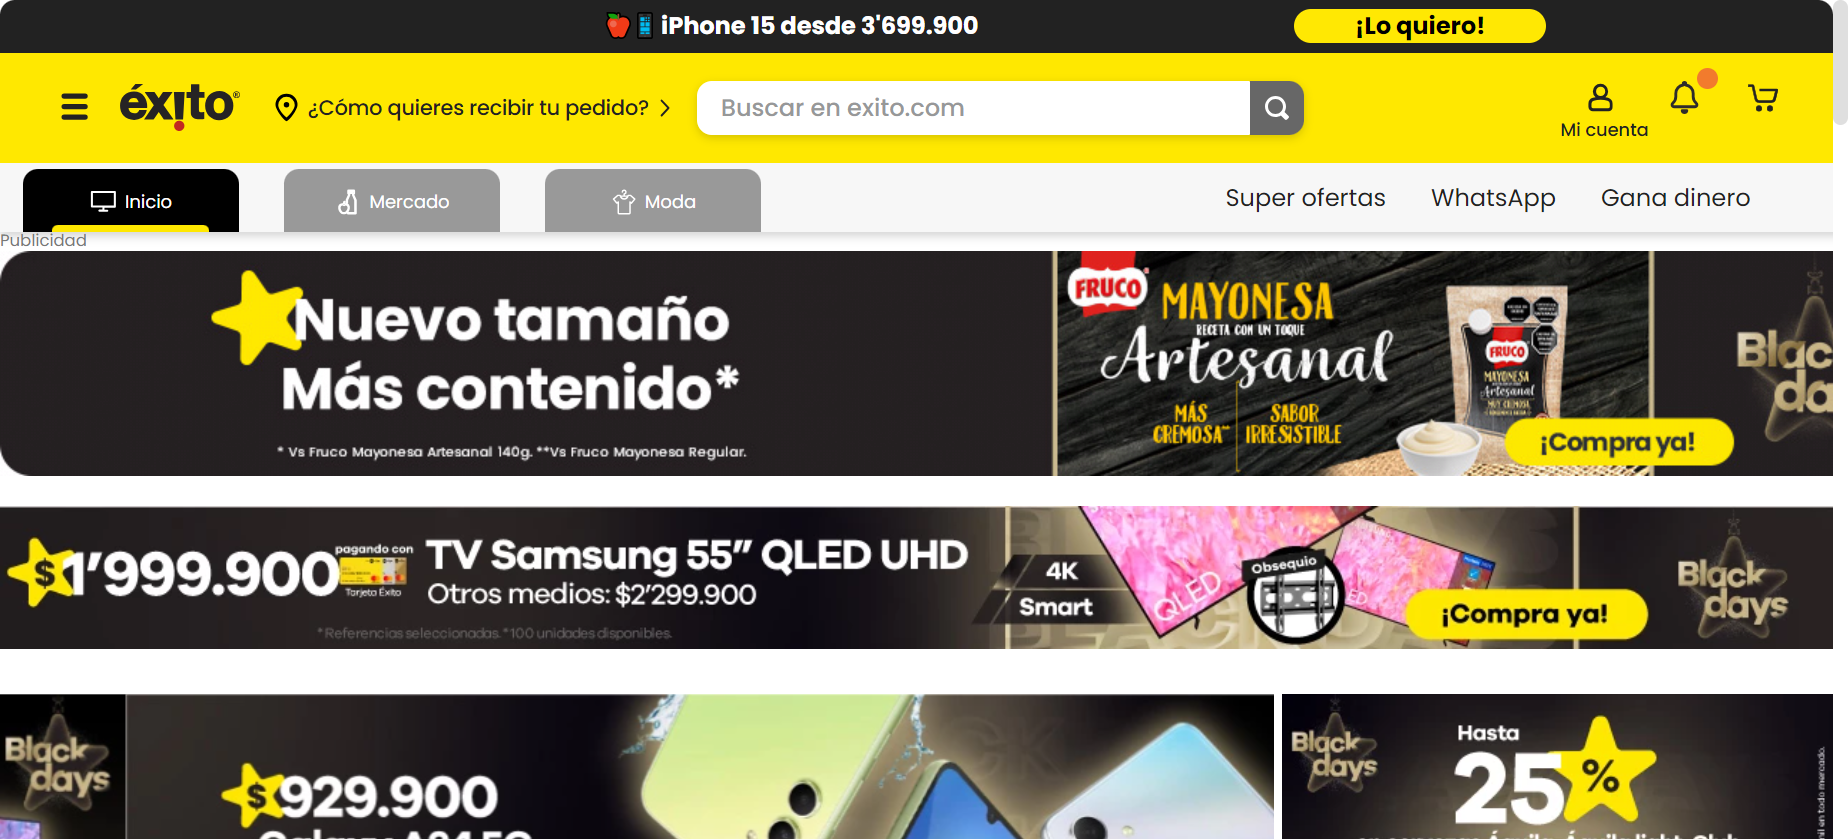 iPhone 15 desde 3'699.900
¡Lo quiero!
éxito®
¿Cómo quieres recibir tu pedido?
Buscar en exito.com
Mi cuenta
Inicio
Mercado
Moda
Super ofertas
WhatsApp
Gana dinero
Publicidad
Nuevo tamaño
Más contenido*
* Vs Fruco Mayonesa Artesanal 140g. **Vs Fruco Mayonesa Regular.
FRUCO
MAYONESA
RECETA CON UN TOQUE
Artesanal
MÁS
CREMOSA**
SABOR
IRRESISTIBLE
FRUCO
MAYONESA
Artesanal
MUY CREMOSA
¡Compra ya!
Blac
da
$1'999.900
pagando con
Tarjeta Éxito
TV Samsung 55” QLED UHD
Otros medios: $2'299.900
*Referencias seleccionadas. *100 unidades disponibles.
4K
Smart
QLED
Obsequio
¡Compra ya!
Black
days
Black
days
$929.900
Black
days
Hasta
25%